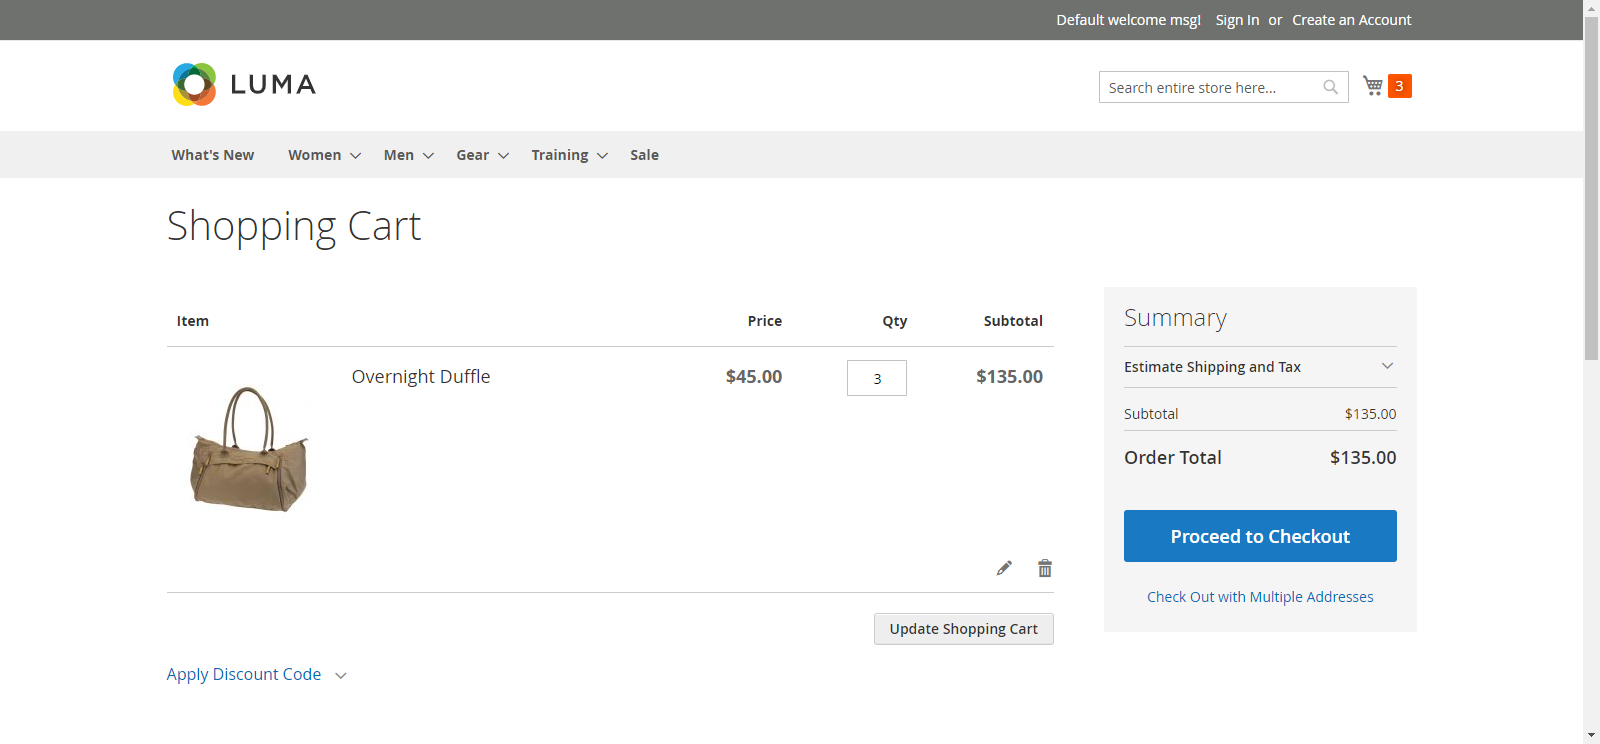 Default welcome msg! Sign In or Create an Account
LUMA
Search entire store here...
3
What's New Women Men Gear Training Sale
Shopping Cart
Item Price Qty Subtotal
Overnight Duffle $45.00 3 $135.00
Update Shopping Cart
Apply Discount Code
Summary
Estimate Shipping and Tax
Subtotal $135.00
Order Total $135.00
Proceed to Checkout
Check Out with Multiple Addresses